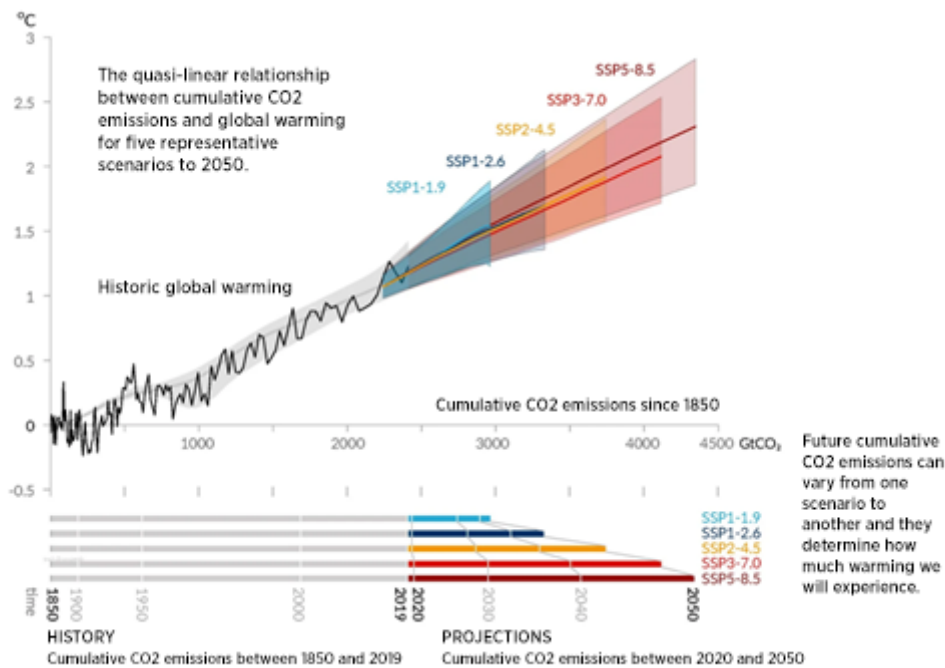 °C
3
The quasi-linear relationship
between cumulative CO2
emissions and global warming
for five representative
scenarios to 2050.
SSP5-8.5
SSP3-7.0
2.5
SSP2-4.5
SSP1-2.6
SSP1-1.9
2
1.5
Historic global warming
1
0.5
Cumulative CO2 emissions since 1850
0
1000
2000
3000
4000
4500
GtCO₂
-0.5
Future cumulative
CO2 emissions can
vary from one
scenario to
another and they
determine how
much warming we
will experience.
SSP1-1.9
SSP1-2.6
SSP2-4.5
SSP3-7.0
SSP5-8.5
time
1850
1900
1950
2000
2019
2020
2030
2040
2050
HISTORY
Cumulative CO2 emissions between 1850 and 2019
PROJECTIONS
Cumulative CO2 emissions between 2020 and 2050